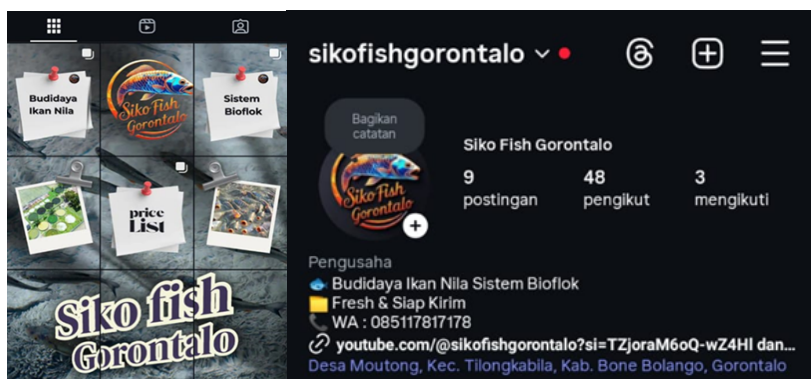 Budidaya
Ikan Nila
Siko Fish
Gorontalo
Sistem
Bioflok
price
List
Siko fish
Gorontalo
sikofishgorontalo
Bagikan
catatan
Siko Fish
Gorontalo
Siko Fish Gorontalo
9
postingan
48
pengikut
3
mengikuti
Pengusaha
Budidaya Ikan Nila Sistem Bioflok
Fresh & Siap Kirim
WA : 085117817178
youtube.com/@sikofishgorontalo?si=TZjoraM6oQ-wZ4Hl dan...
Desa Moutong, Kec. Tilongkabila, Kab. Bone Bolango, Gorontalo